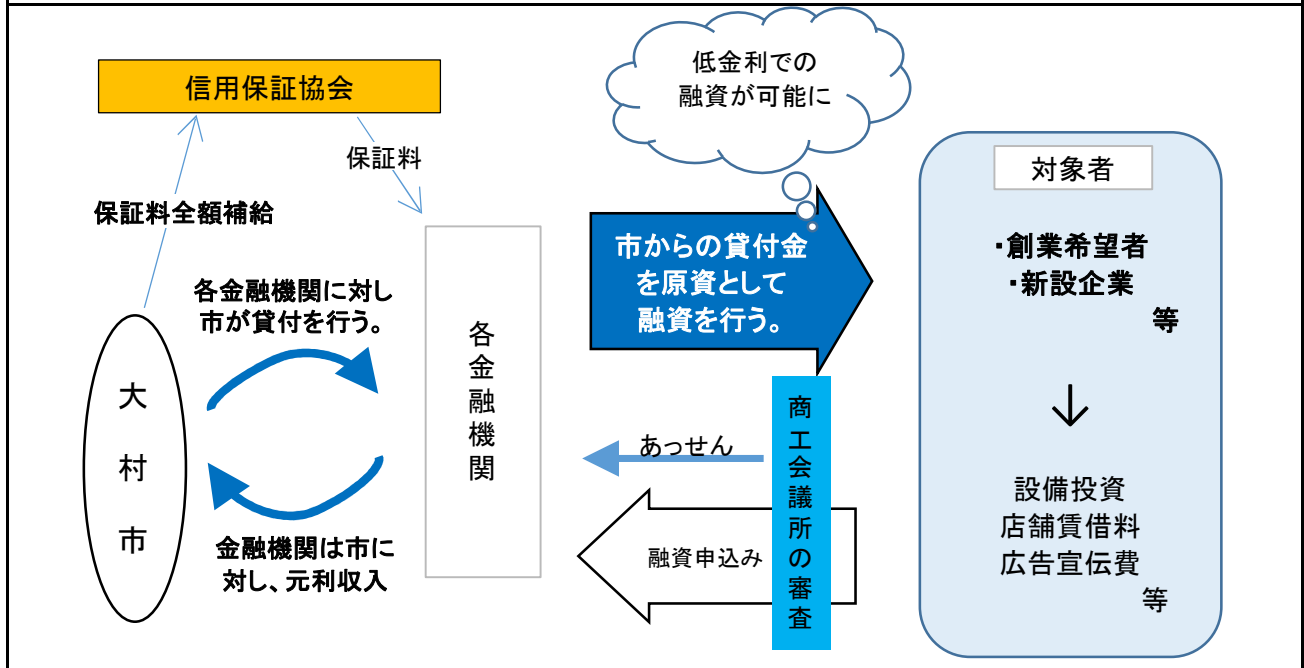 低金利での
融資が可能に
信用保証協会
保証料
保証料全額補給
対象者
・創業希望者
・新設企業
等
市からの貸付金
を原資として
融資を行う。
各金融機関に対し
市が貸付を行う。
各金融機関
大村市
商工会議所の審査
あっせん
融資申込み
金融機関は市に
対し、元利収入
設備投資
店舗賃借料
広告宣伝費
等